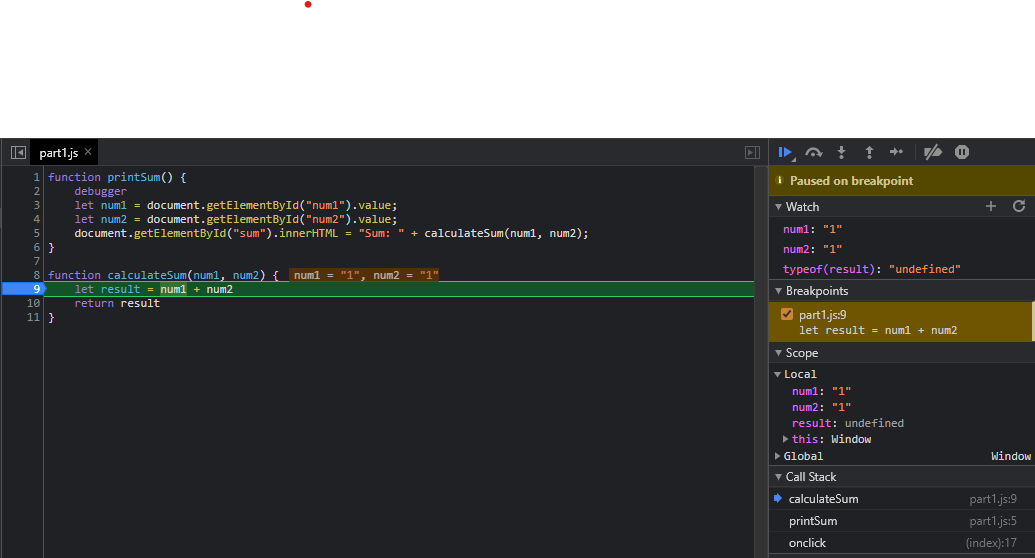 part1.js ×
1 function printSum() {
2 debugger
3 let num1 = document.getElementById("num1").value;
4 let num2 = document.getElementById("num2").value;
5 document.getElementById("sum").innerHTML = "Sum: " + calculateSum(num1, num2);
6 }
7
8 function calculateSum(num1, num2) { num1 = "1", num2 = "1"
9 let result = num1 + num2
10 return result
11 }
Paused on breakpoint
Watch
num1: "1"
num2: "1"
typeof(result): "undefined"
Breakpoints
part1.js:9
let result = num1 + num2
Scope
Local
num1: "1"
num2: "1"
result: undefined
this: Window
Global Window
Call Stack
calculateSum part1.js:9
printSum part1.js:5
onclick (index):17